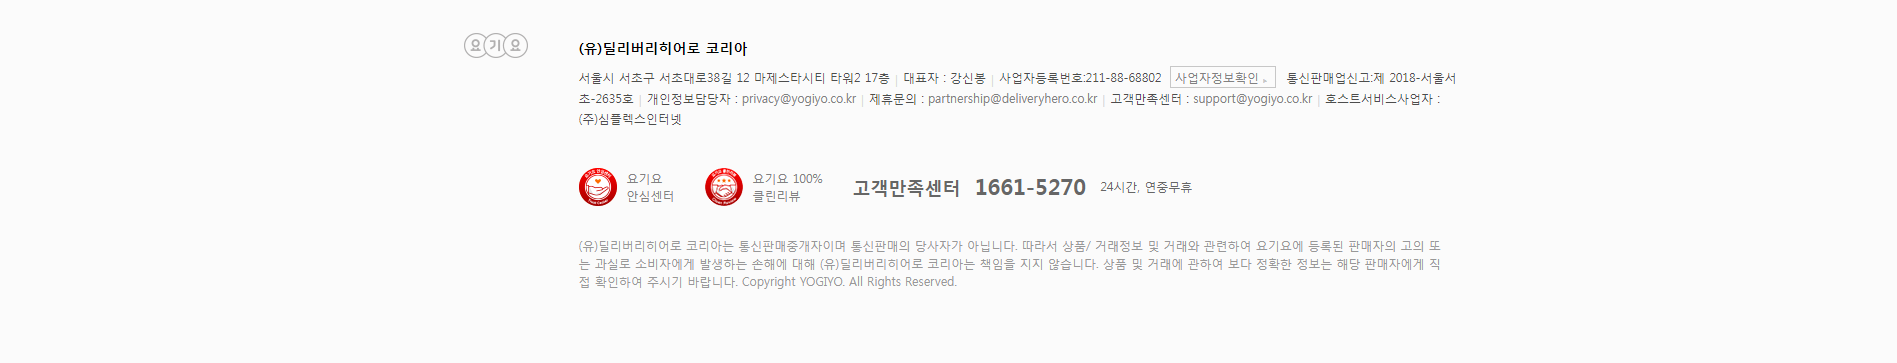 요기요
(유)딜리버리히어로 코리아
서울시 서초구 서초대로38길 12 마제스타시티 타워2 17층 | 대표자 : 강신봉 | 사업자등록번호:211-88-68802 사업자정보확인 통신판매업신고:제 2018-서울서
초-2635호 | 개인정보담당자 : privacy@yogiyo.co.kr | 제휴문의 : partnership@deliveryhero.co.kr | 고객만족센터 : support@yogiyo.co.kr | 호스트서비스사업자 :
(주)심플렉스인터넷
요기요
안심센터
요기요 100%
클린리뷰
고객만족센터 1661-5270 24시간, 연중무휴
(유)딜리버리히어로 코리아는 통신판매중개자이며 통신판매의 당사자가 아닙니다. 따라서 상품/ 거래정보 및 거래와 관련하여 요기요에 등록된 판매자의 고의 또
는 과실로 소비자에게 발생하는 손해에 대해 (유)딜리버리히어로 코리아는 책임을 지지 않습니다. 상품 및 거래에 관하여 보다 정확한 정보는 해당 판매자에게 직
접 확인하여 주시기 바랍니다. Copyright YOGIYO. All Rights Reserved.